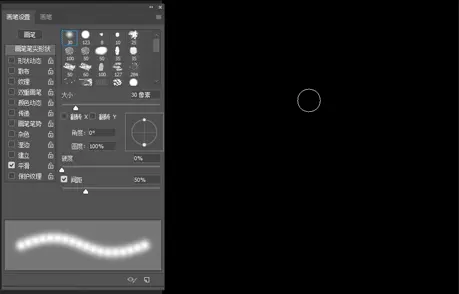 画笔设置 画笔
画笔
画笔笔尖形状
形状动态
散布
纹理
双重画笔
颜色动态
传递
画笔笔势
杂色
湿边
建立
平滑
保护纹理
30 123 8 10 25
100 50 60 50
50 60 100 127 284
大小 30 像素
翻转 X 翻转 Y
角度: 0°
圆度: 100%
硬度 0%
间距 50%